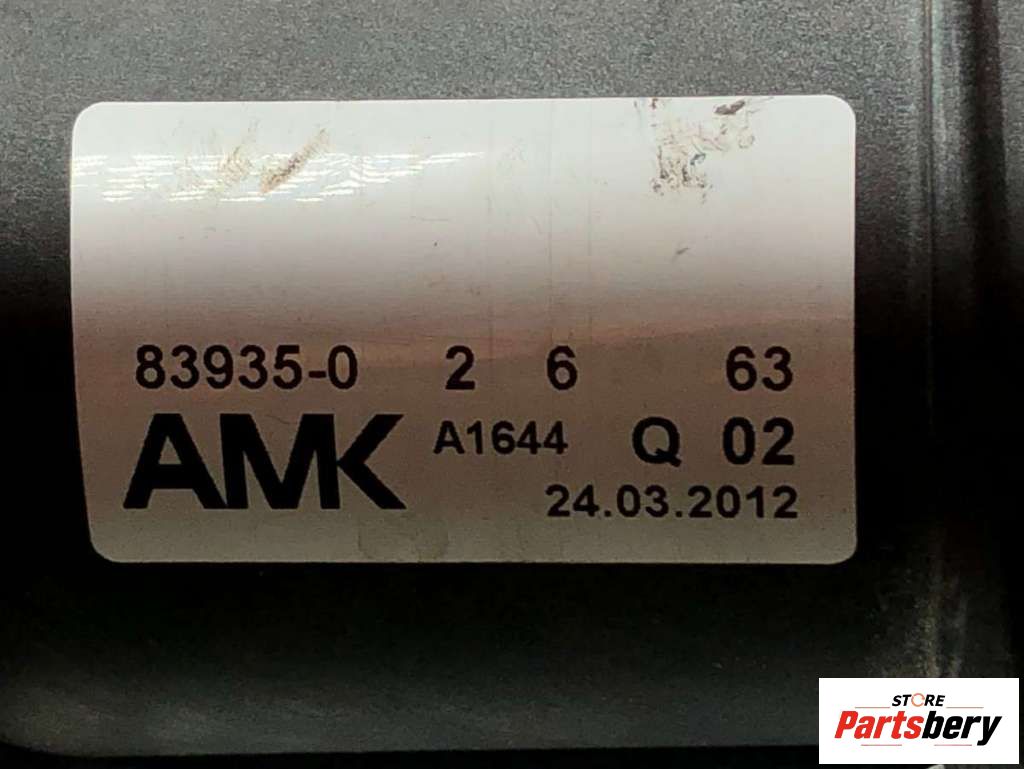 83935-0 2 6 63
AMK A1644 Q 02
24.03.2012
STORE
Partsbery